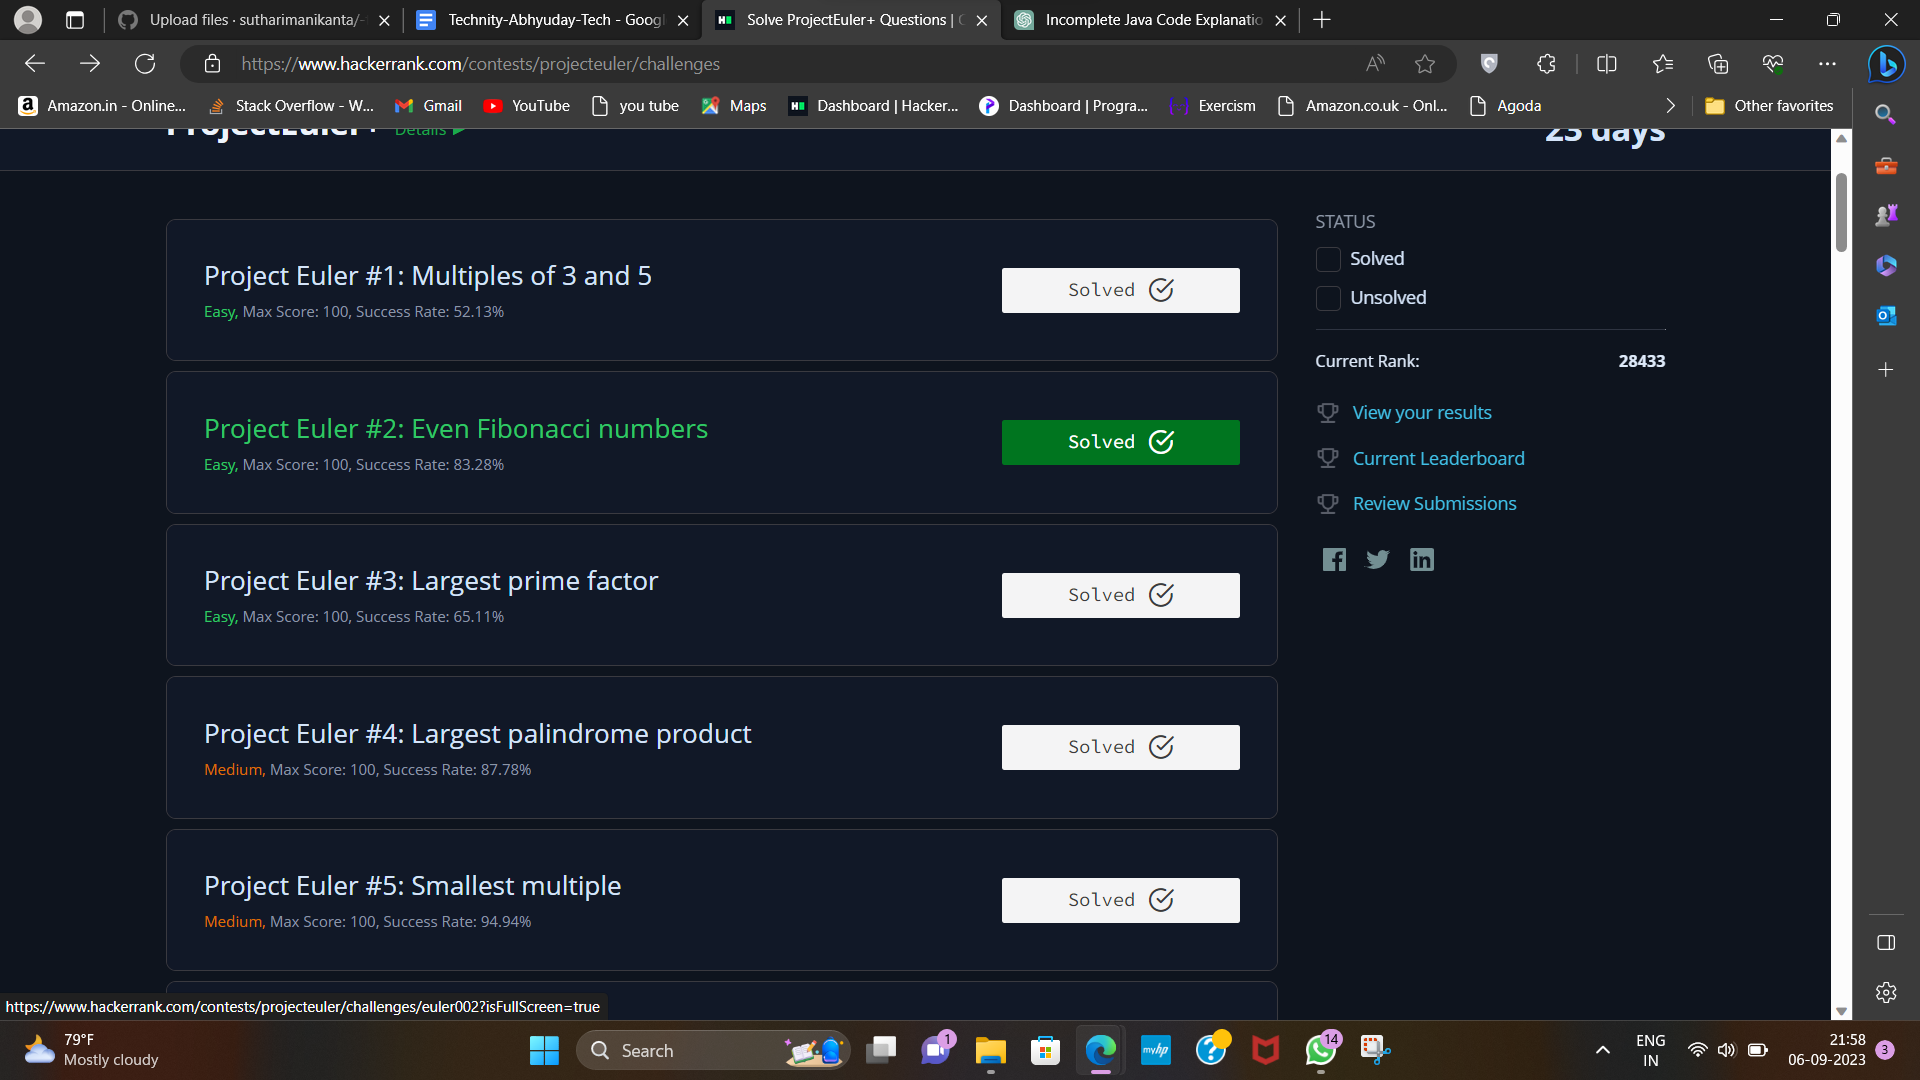 Upload files · sutharimanikanta/-
Technity-Abhyuday-Tech - Googl
Solve ProjectEuler+ Questions | C
Incomplete Java Code Explanatio
https://www.hackerrank.com/contests/projecteuler/challenges
Amazon.in - Online...
Stack Overflow - W...
Gmail
YouTube
you tube
Maps
Dashboard | Hacker...
Dashboard | Progra...
Exercism
Amazon.co.uk - Onl...
Agoda
Other favorites
ProjectEuler+
Details
23 days
Project Euler #1: Multiples of 3 and 5
Easy, Max Score: 100, Success Rate: 52.13%
Solved
Project Euler #2: Even Fibonacci numbers
Easy, Max Score: 100, Success Rate: 83.28%
Solved
Project Euler #3: Largest prime factor
Easy, Max Score: 100, Success Rate: 65.11%
Solved
Project Euler #4: Largest palindrome product
Medium, Max Score: 100, Success Rate: 87.78%
Solved
Project Euler #5: Smallest multiple
Medium, Max Score: 100, Success Rate: 94.94%
Solved
STATUS
Solved
Unsolved
Current Rank: 28433
View your results
Current Leaderboard
Review Submissions
https://www.hackerrank.com/contests/projecteuler/challenges/euler002?isFullScreen=true
79°F
Mostly cloudy
Search
1
myhp
14
ENG
IN
21:58
06-09-2023
3